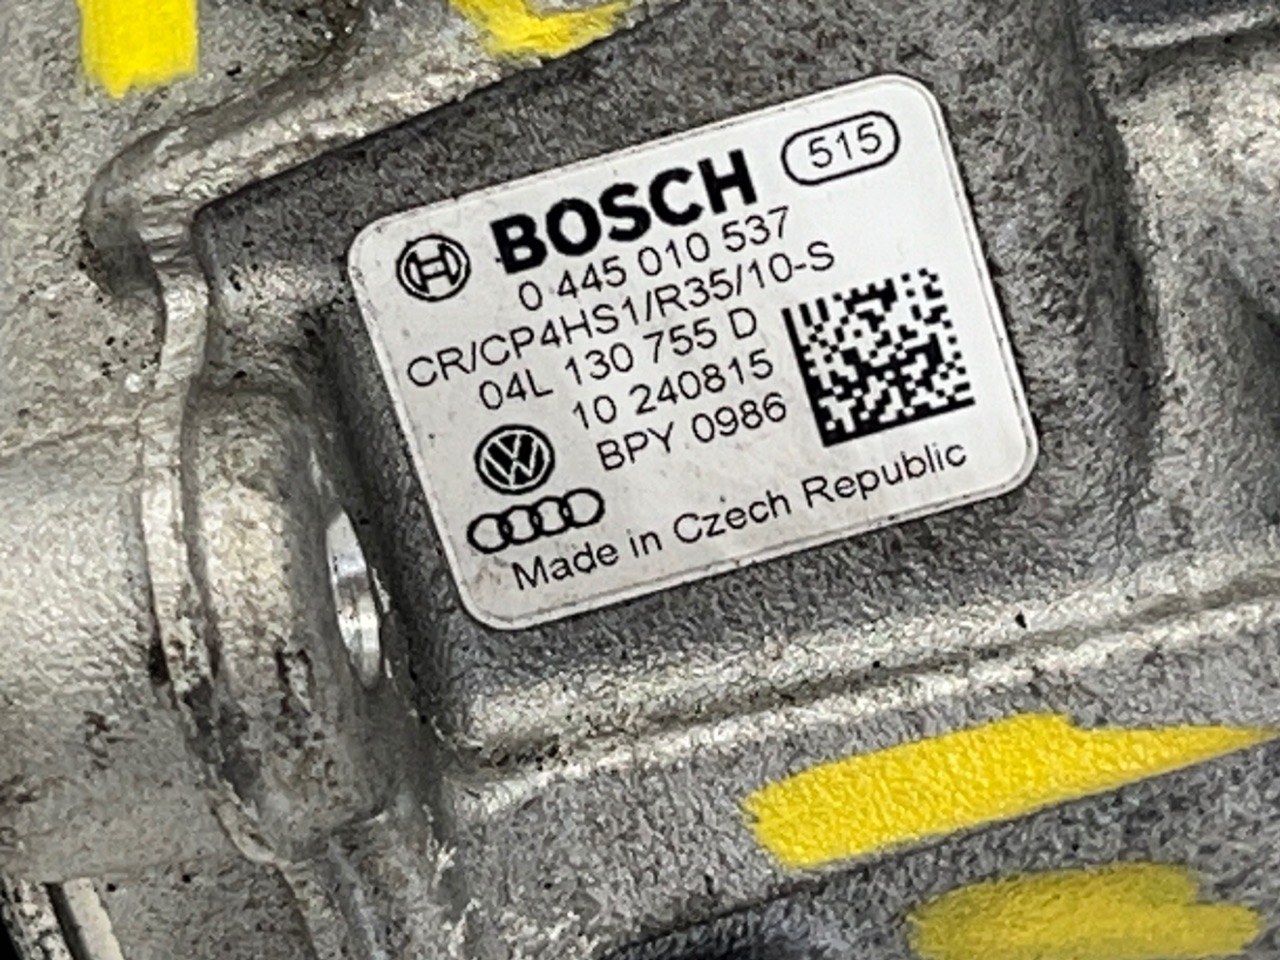 BOSCH 515
0 445 010 537
CR/CP4HS1/R35/10-S
04L 130 755 D
10 240815
BPY 0986
Made in Czech Republic